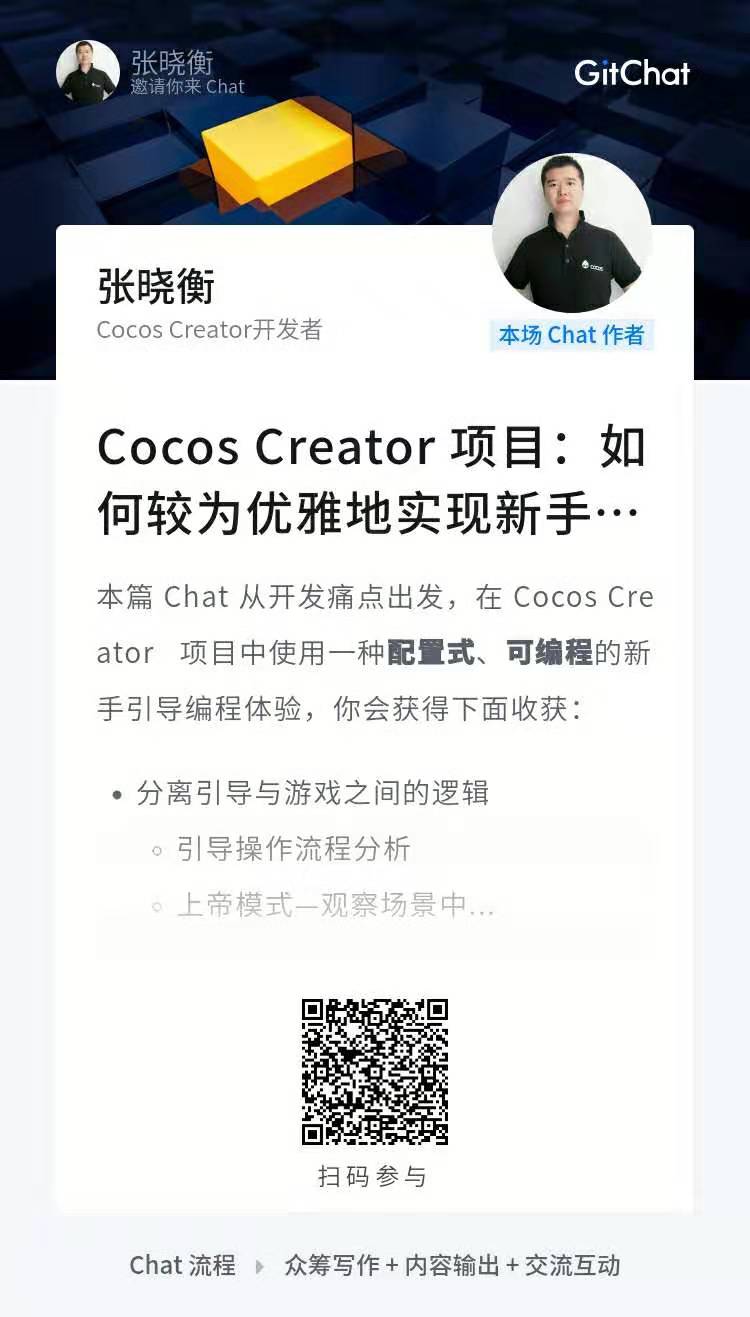 张晓衡
邀请你来 Chat
GitChat
张晓衡
Cocos Creator开发者
cocos
本场 Chat 作者
Cocos Creator 项目：如
何较为优雅地实现新手…
本篇 Chat 从开发痛点出发，在 Cocos Cre
ator 项目中使用一种配置式、可编程的新
手引导编程体验，你会获得下面收获：
• 分离引导与游戏之间的逻辑
◦ 引导操作流程分析
◦ 上帝模式—观察场景中...
扫码参与
Chat 流程 ▸ 众筹写作 + 内容输出 + 交流互动